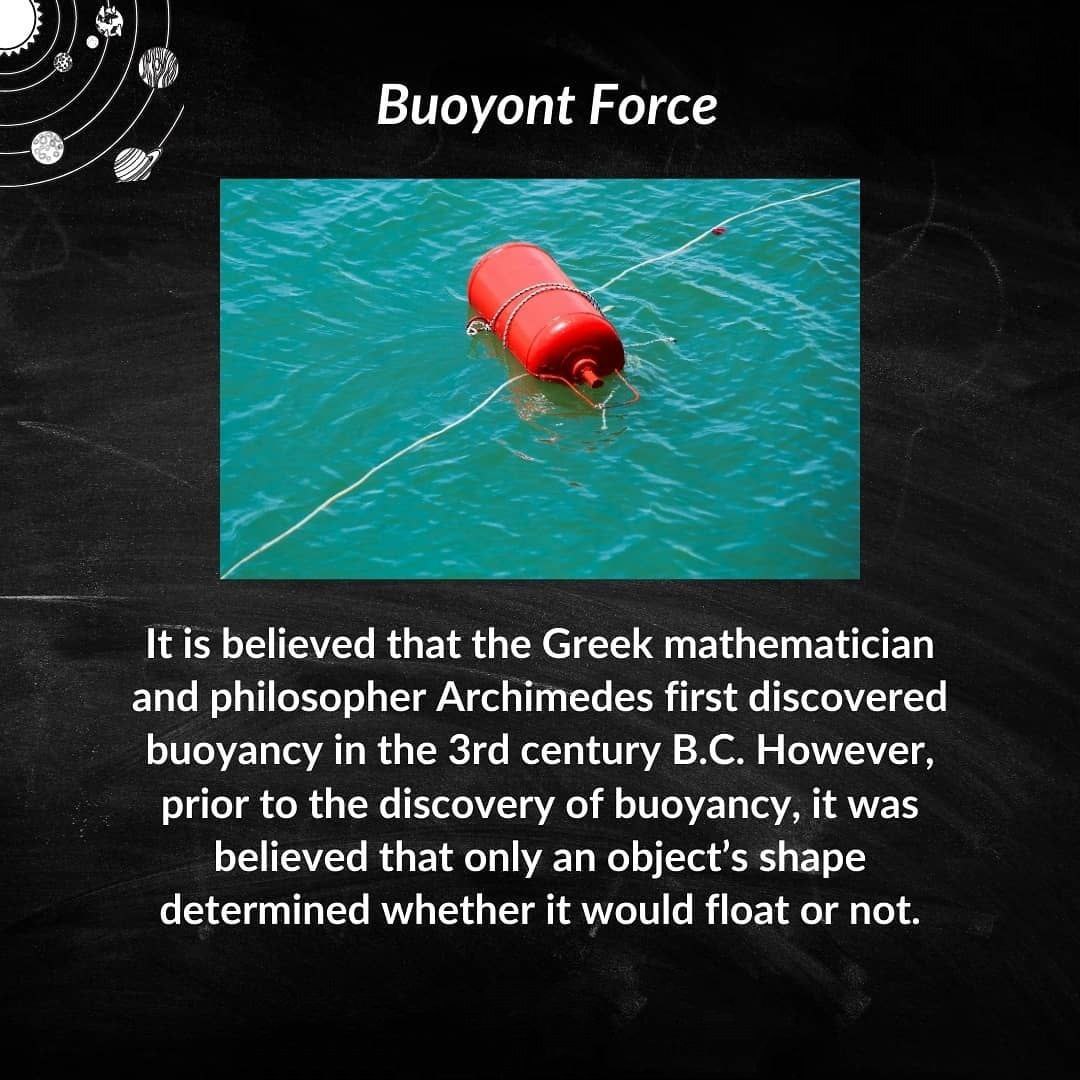 Buoyont Force
It is believed that the Greek mathematician
and philosopher Archimedes first discovered
buoyancy in the 3rd century B.C. However,
prior to the discovery of buoyancy, it was
believed that only an object’s shape
determined whether it would float or not.